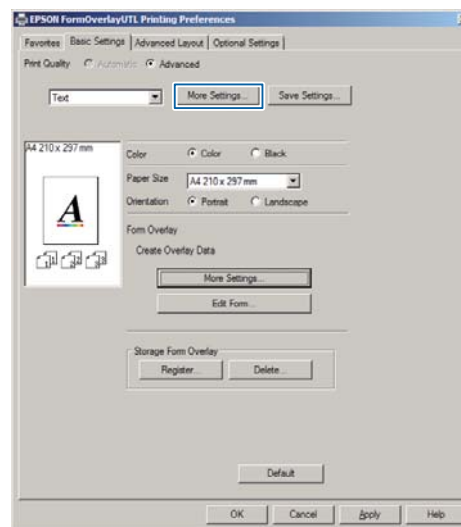 EPSON FormOverlayUTL Printing Preferences
Favorites Basic Settings Advanced Layout Optional Settings
Print Quality Automatic Advanced
Text More Settings... Save Settings...
A4 210 x 297 mm
Color Color Black
Paper Size A4 210 x 297 mm
Orientation Portrait Landscape
A
Form Overlay
Create Overlay Data
More Settings...
Edit Form...
Storage Form Overlay
Register... Delete...
Default
OK Cancel Apply Help